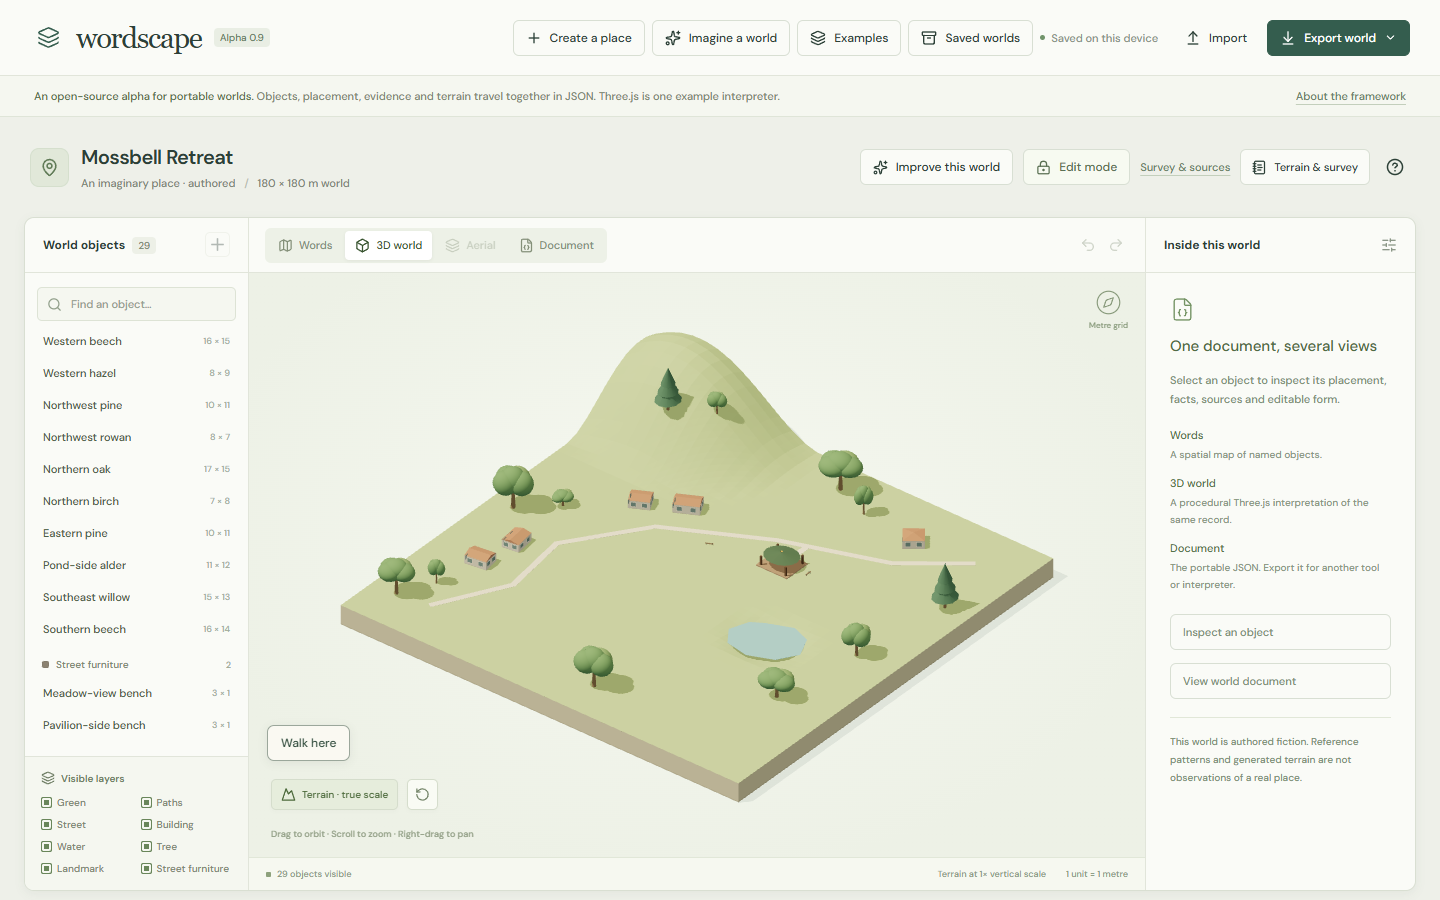 wordscape
Alpha 0.9
Create a place
Imagine a world
Examples
Saved worlds
Saved on this device
Import
Export world
An open-source alpha for portable worlds. Objects, placement, evidence and terrain travel together in JSON. Three.js is one example interpreter.
About the framework
Mossbell Retreat
An imaginary place · authored / 180 × 180 m world
Improve this world
Edit mode
Survey & sources
Terrain & survey
World objects 29
Find an object...
Western beech 16 × 15
Western hazel 8 × 9
Northwest pine 10 × 11
Northwest rowan 8 × 7
Northern oak 17 × 15
Northern birch 7 × 8
Eastern pine 10 × 11
Pond-side alder 11 × 12
Southeast willow 15 × 13
Southern beech 16 × 14
Street furniture 2
Meadow-view bench 3 × 1
Pavilion-side bench 3 × 1
Visible layers
Green Paths
Street Building
Water Tree
Landmark Street furniture
Words
3D world
Aerial
Document
Metre grid
Walk here
Terrain · true scale
Drag to orbit · Scroll to zoom · Right-drag to pan
29 objects visible
Terrain at 1× vertical scale
1 unit = 1 metre
Inside this world
One document, several views
Select an object to inspect its placement,
facts, sources and editable form.
Words
A spatial map of named objects.
3D world
A procedural Three.js interpretation of the
same record.
Document
The portable JSON. Export it for another tool
or interpreter.
Inspect an object
View world document
This world is authored fiction. Reference
patterns and generated terrain are not
observations of a real place.